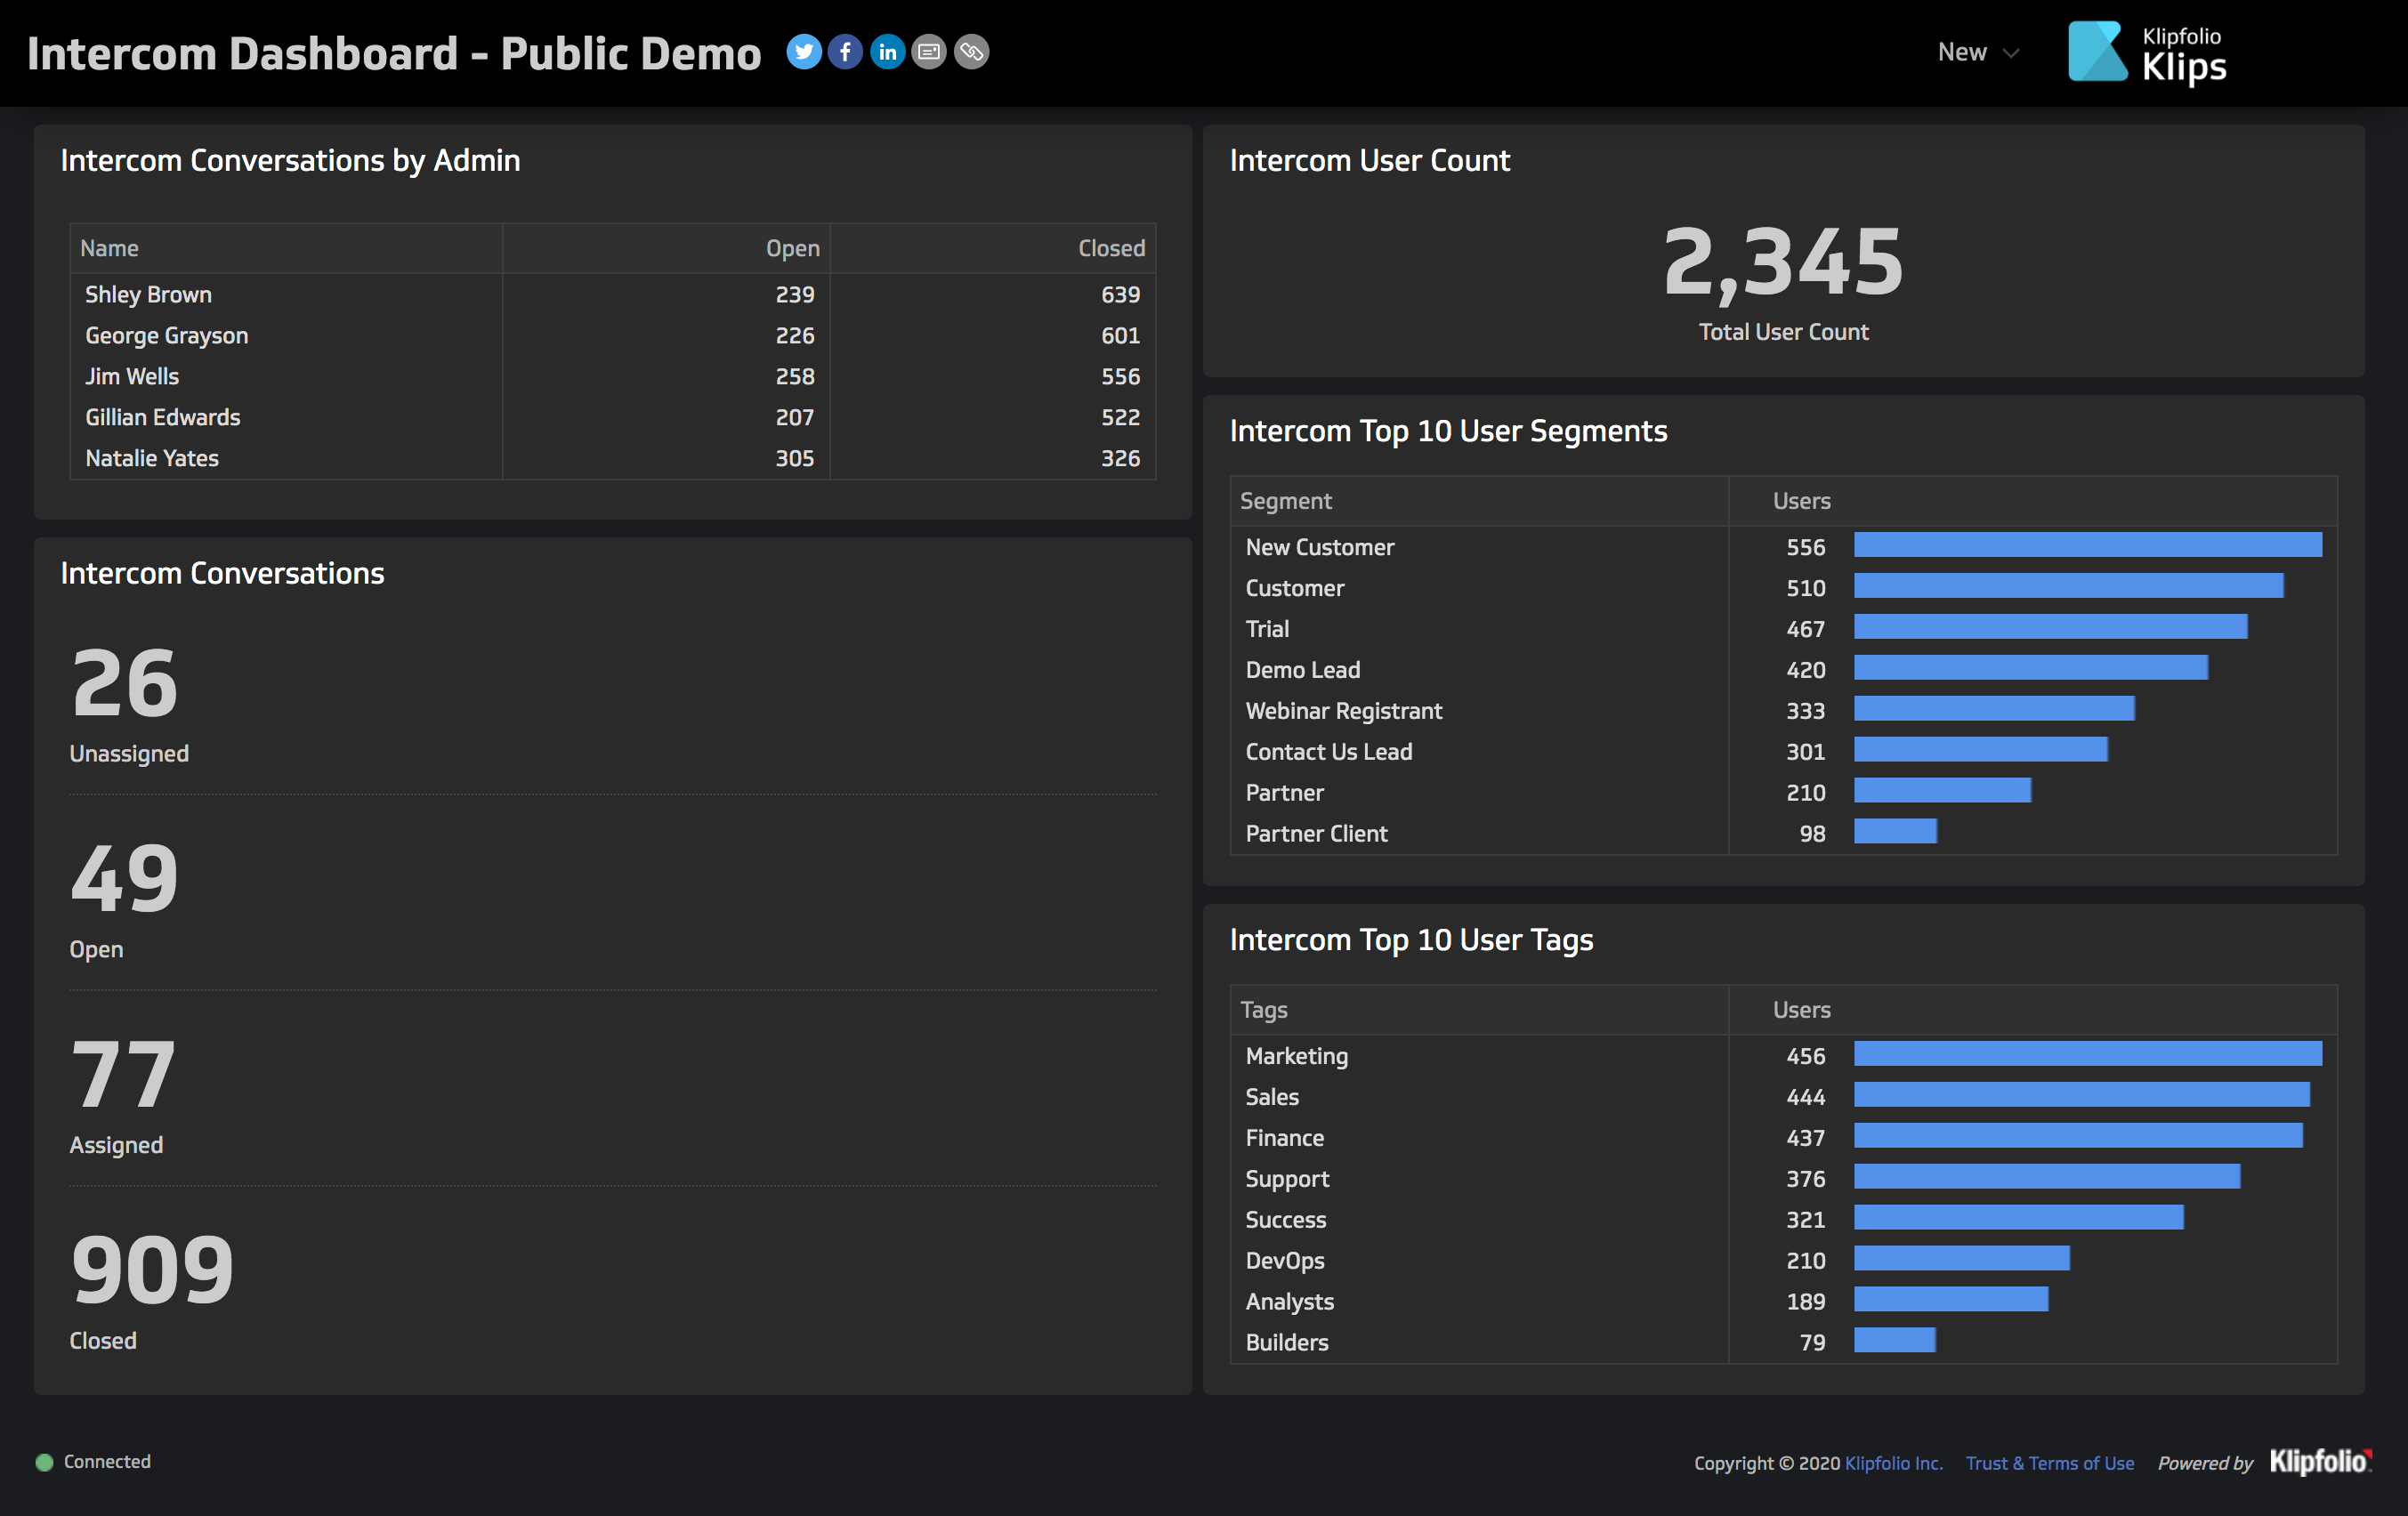 Intercom Dashboard - Public Demo
New
Klipfolio
Klips
Intercom Conversations by Admin
Name Open Closed
Shley Brown 239 639
George Grayson 226 601
Jim Wells 258 556
Gillian Edwards 207 522
Natalie Yates 305 326
Intercom Conversations
26
Unassigned
49
Open
77
Assigned
909
Closed
Intercom User Count
2,345
Total User Count
Intercom Top 10 User Segments
Segment Users
New Customer 556
Customer 510
Trial 467
Demo Lead 420
Webinar Registrant 333
Contact Us Lead 301
Partner 210
Partner Client 98
Intercom Top 10 User Tags
Tags Users
Marketing 456
Sales 444
Finance 437
Support 376
Success 321
DevOps 210
Analysts 189
Builders 79
Connected
Copyright © 2020 Klipfolio Inc. Trust & Terms of Use Powered by Klipfolio